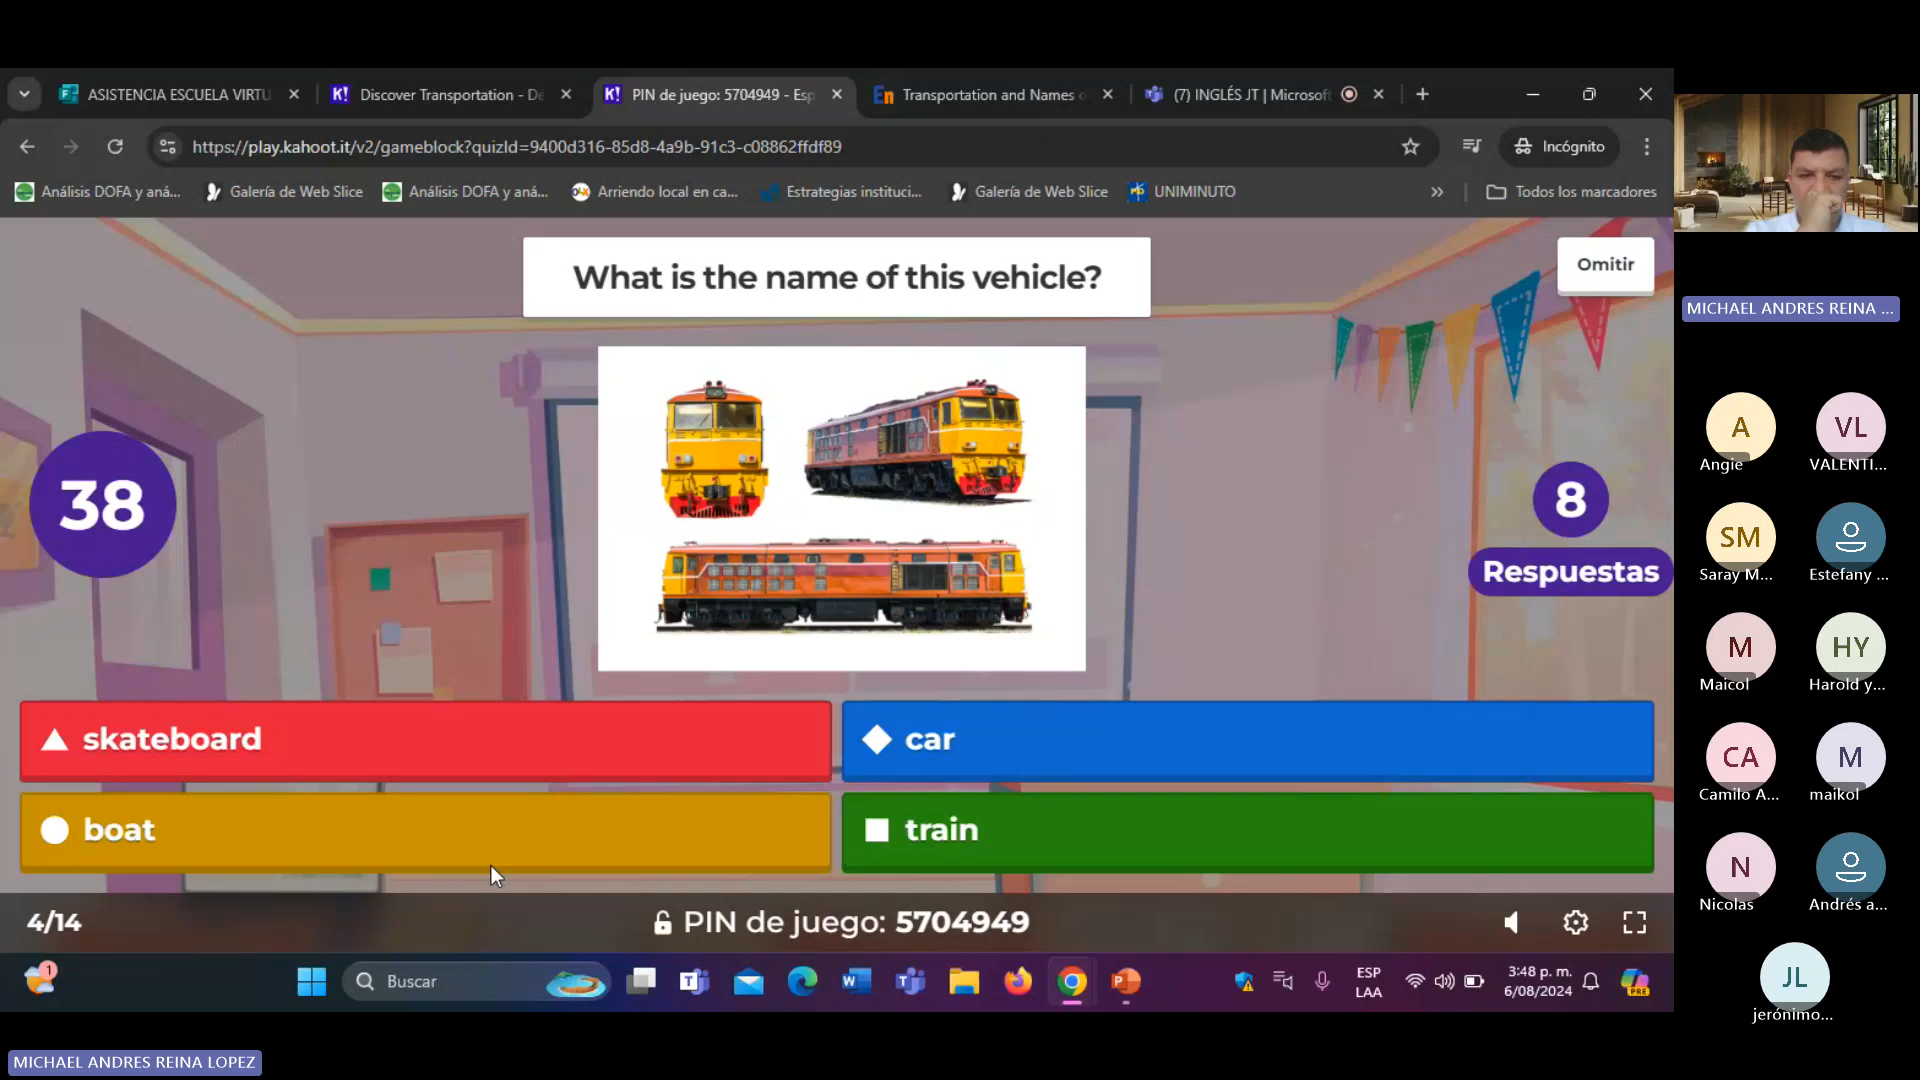 ASISTENCIA ESCUELA VIRTU
Discover Transportation - De
PIN de juego: 5704949 - Esp
Transportation and Names o
(7) INGLÉS JT | Microsoft
https://play.kahoot.it/v2/gameblock?quizId=9400d316-85d8-4a9b-91c3-c08862ffdf89
Incógnito
Análisis DOFA y aná...
Galería de Web Slice
Análisis DOFA y aná...
Arriendo local en ca...
Estrategias instituci...
Galería de Web Slice
UNIMINUTO
»
Todos los marcadores
What is the name of this vehicle?
Omitir
38
8
Respuestas
skateboard
car
boat
train
4/14
PIN de juego: 5704949
1
Buscar
ESP
LAA
3:48 p. m.
6/08/2024
PRE
MICHAEL ANDRES REINA ...
A
Angie
VL
VALENTI...
SM
Saray M...
Estefany ...
M
Maicol
HY
Harold y...
CA
Camilo A...
M
maikol
N
Nicolas
Andrés a...
JL
jerónimo...
MICHAEL ANDRES REINA LOPEZ